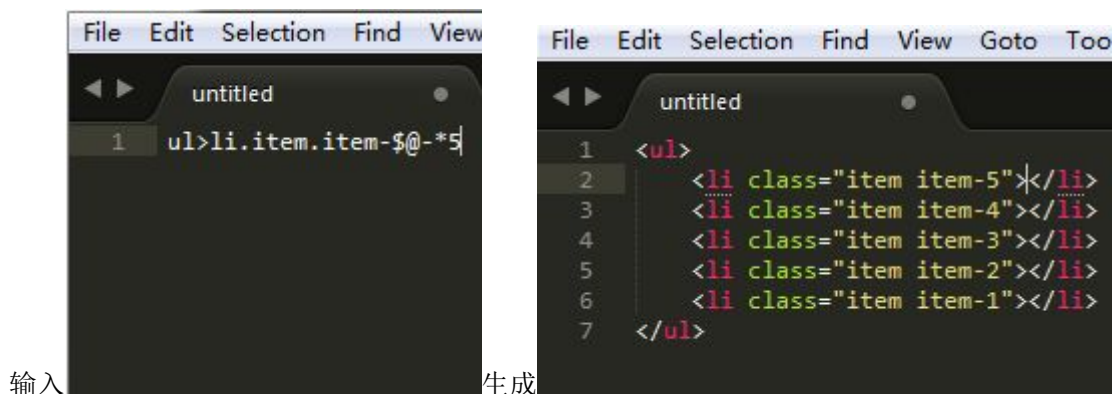 File Edit Selection Find View
untitled
1 ul>li.item.item-$@-*5
File Edit Selection Find View Goto Too
untitled
1 <ul>
2 <li class="item item-5"></li>
3 <li class="item item-4"></li>
4 <li class="item item-3"></li>
5 <li class="item item-2"></li>
6 <li class="item item-1"></li>
7 </ul>
输入 生成